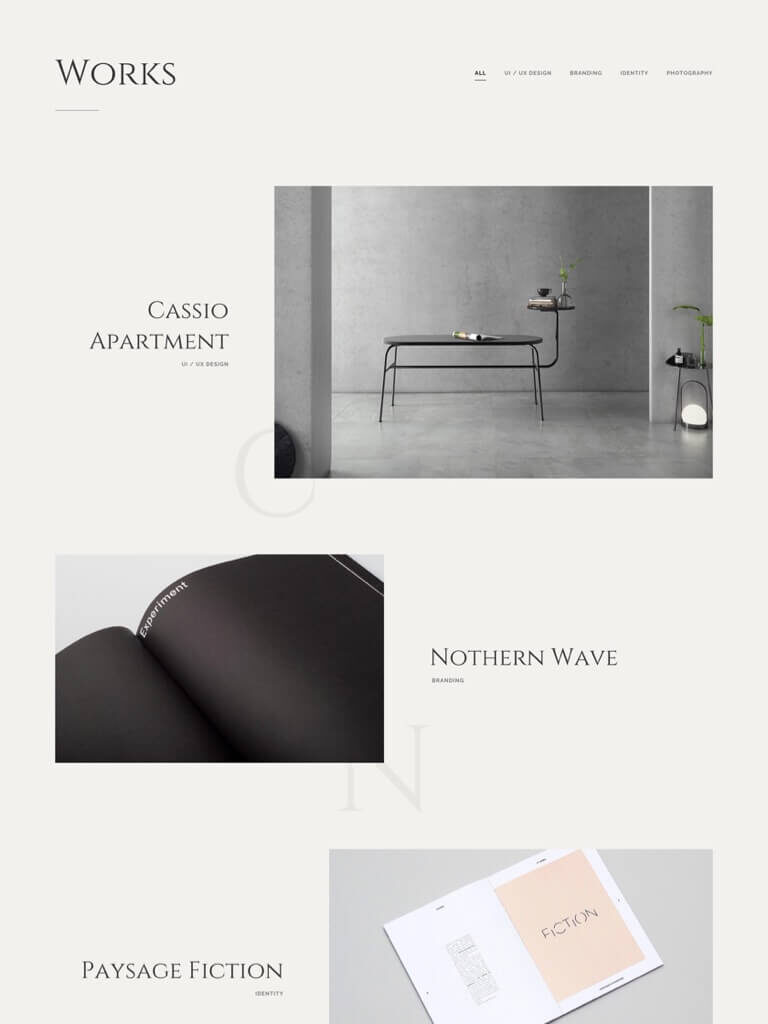 Works
ALL UI / UX DESIGN BRANDING IDENTITY PHOTOGRAPHY
Cassio
Apartment
UI / UX DESIGN
C
Experiment
Nothern Wave
BRANDING
N
FICTION
Paysage Fiction
IDENTITY